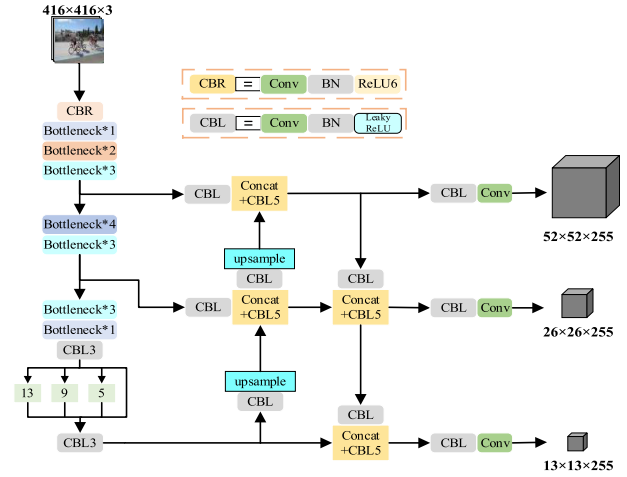 416×416×3
CBR
Bottleneck*1
Bottleneck*2
Bottleneck*3
Bottleneck*4
Bottleneck*3
Bottleneck*3
Bottleneck*1
CBL3
13 9 5
CBL3
CBR = Conv BN ReLU6
CBL = Conv BN Leaky
ReLU
CBL Concat
+CBL5
CBL Conv
52×52×255
upsample
CBL
CBL
CBL Concat
+CBL5
Concat
+CBL5
CBL Conv
26×26×255
upsample
CBL
CBL
Concat
+CBL5
CBL Conv
13×13×255